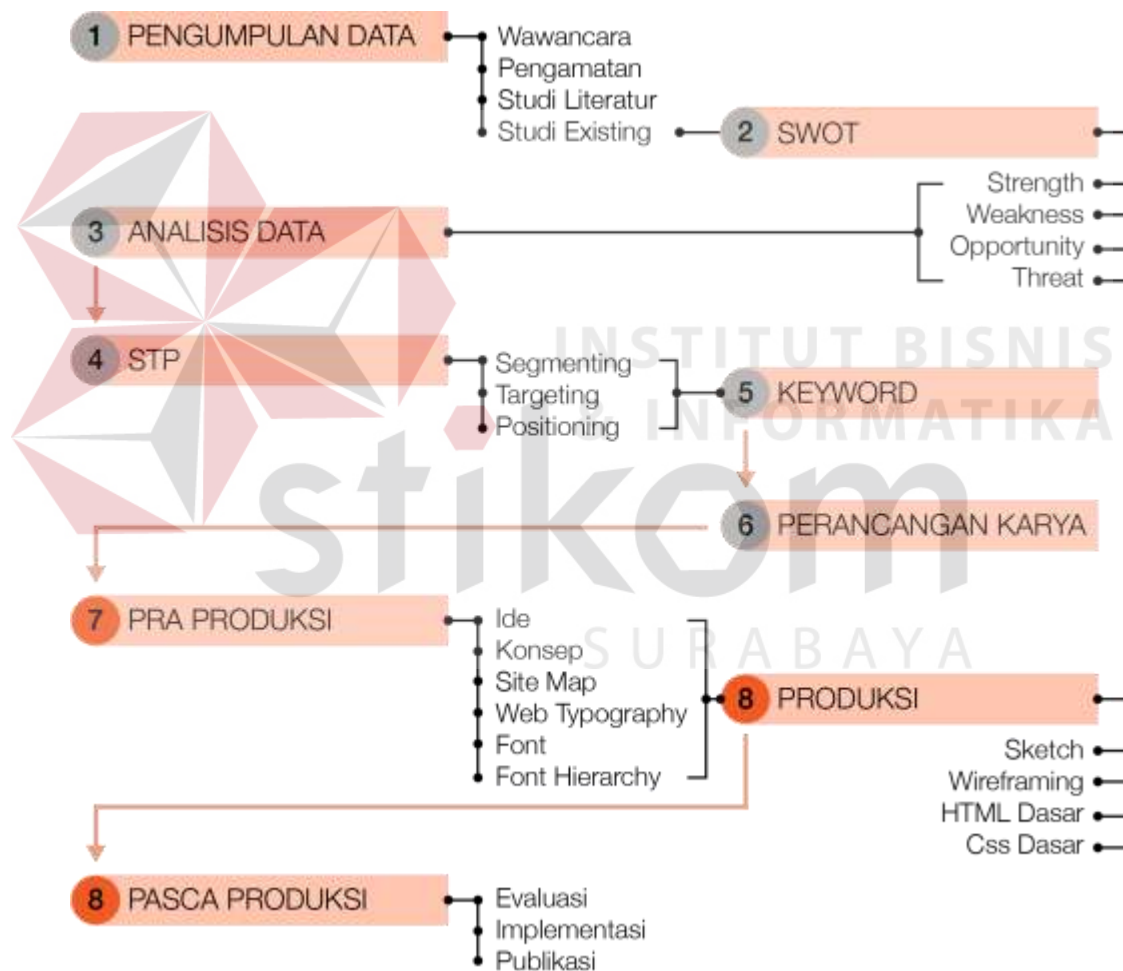 1 PENGUMPULAN DATA
Wawancara
Pengamatan
Studi Literatur
Studi Existing
2 SWOT
Strength
Weakness
Opportunity
Threat
3 ANALISIS DATA
4 STP
Segmenting
Targeting
Positioning
5 KEYWORD
6 PERANCANGAN KARYA
7 PRA PRODUKSI
Ide
Konsep
Site Map
Web Typography
Font
Font Hierarchy
8 PRODUKSI
Sketch
Wireframing
HTML Dasar
Css Dasar
8 PASCA PRODUKSI
Evaluasi
Implementasi
Publikasi
INSTITUT BISNIS
& INFORMATIKA
stikom
SURABAYA